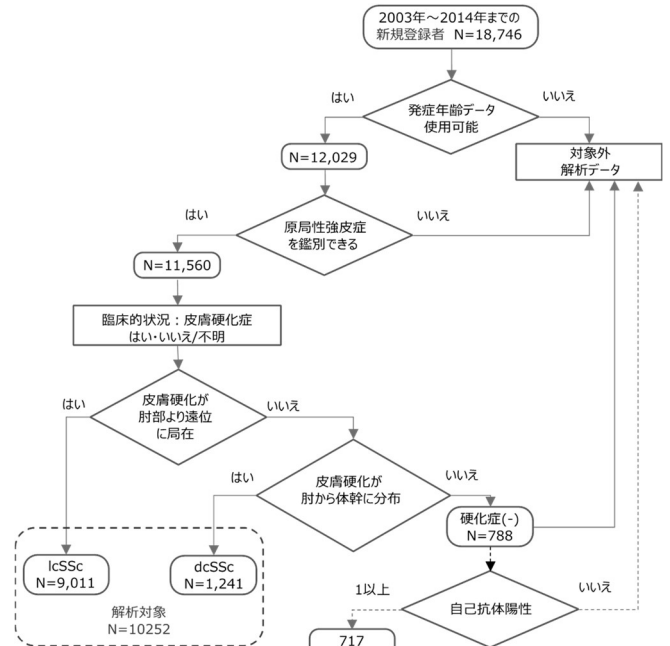 2003年～2014年までの
新規登録者 N=18,746
はい
発症年齢データ
使用可能
いいえ
N=12,029
対象外
解析データ
はい
原局性強皮症
を鑑別できる
いいえ
N=11,560
臨床的状況：皮膚硬化症
はい・いいえ/不明
はい
皮膚硬化が
肘部より遠位
に局在
いいえ
はい
皮膚硬化が
肘から体幹に分布
いいえ
硬化症(-)
N=788
lcSSc
N=9,011
dcSSc
N=1,241
解析対象
N=10252
1以上
自己抗体陽性
いいえ
717